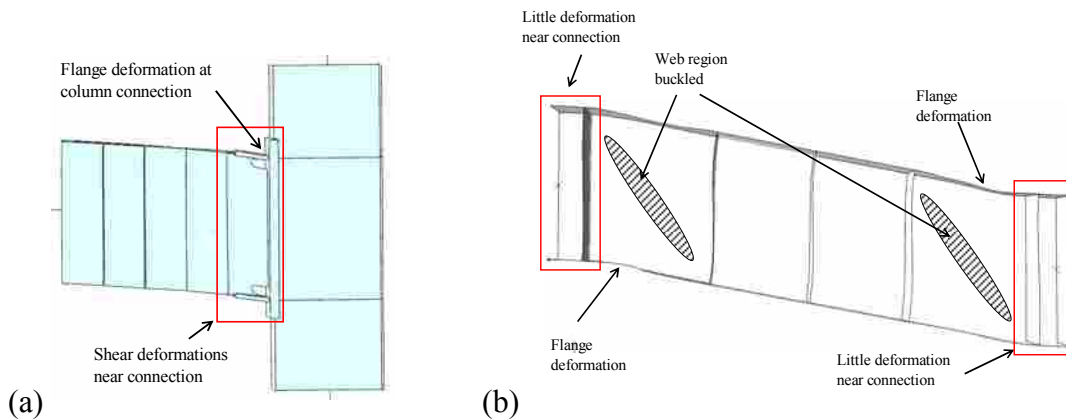 Flange deformation at
column connection
Shear deformations
near connection
(a)
Little deformation
near connection
Web region
buckled
Flange
deformation
Flange
deformation
Little deformation
near connection
(b)